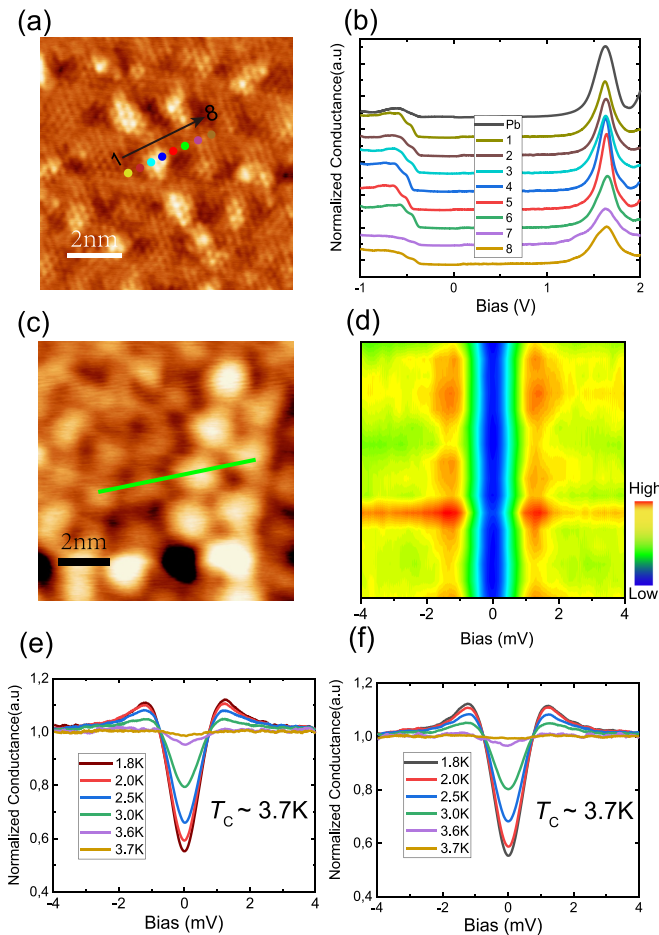 (a)
1
8
2nm
(b)
Normalized Conductance(a.u)
Pb
1
2
3
4
5
6
7
8
-1
0
1
2
Bias (V)
(c)
2nm
(d)
High
Low
-4
-2
0
2
4
Bias (mV)
(e)
Normalized Conductance(a.u)
1,2
1,0
0,8
0,6
0,4
1.8K
2.0K
2.5K
3.0K
3.6K
3.7K
TC ~ 3.7K
-4
-2
0
2
4
Bias (mV)
(f)
Normalized Conductance(a.u)
1,2
1,0
0,8
0,6
0,4
1.8K
2.0K
2.5K
3.0K
3.6K
3.7K
TC ~ 3.7K
-4
-2
0
2
4
Bias (mV)